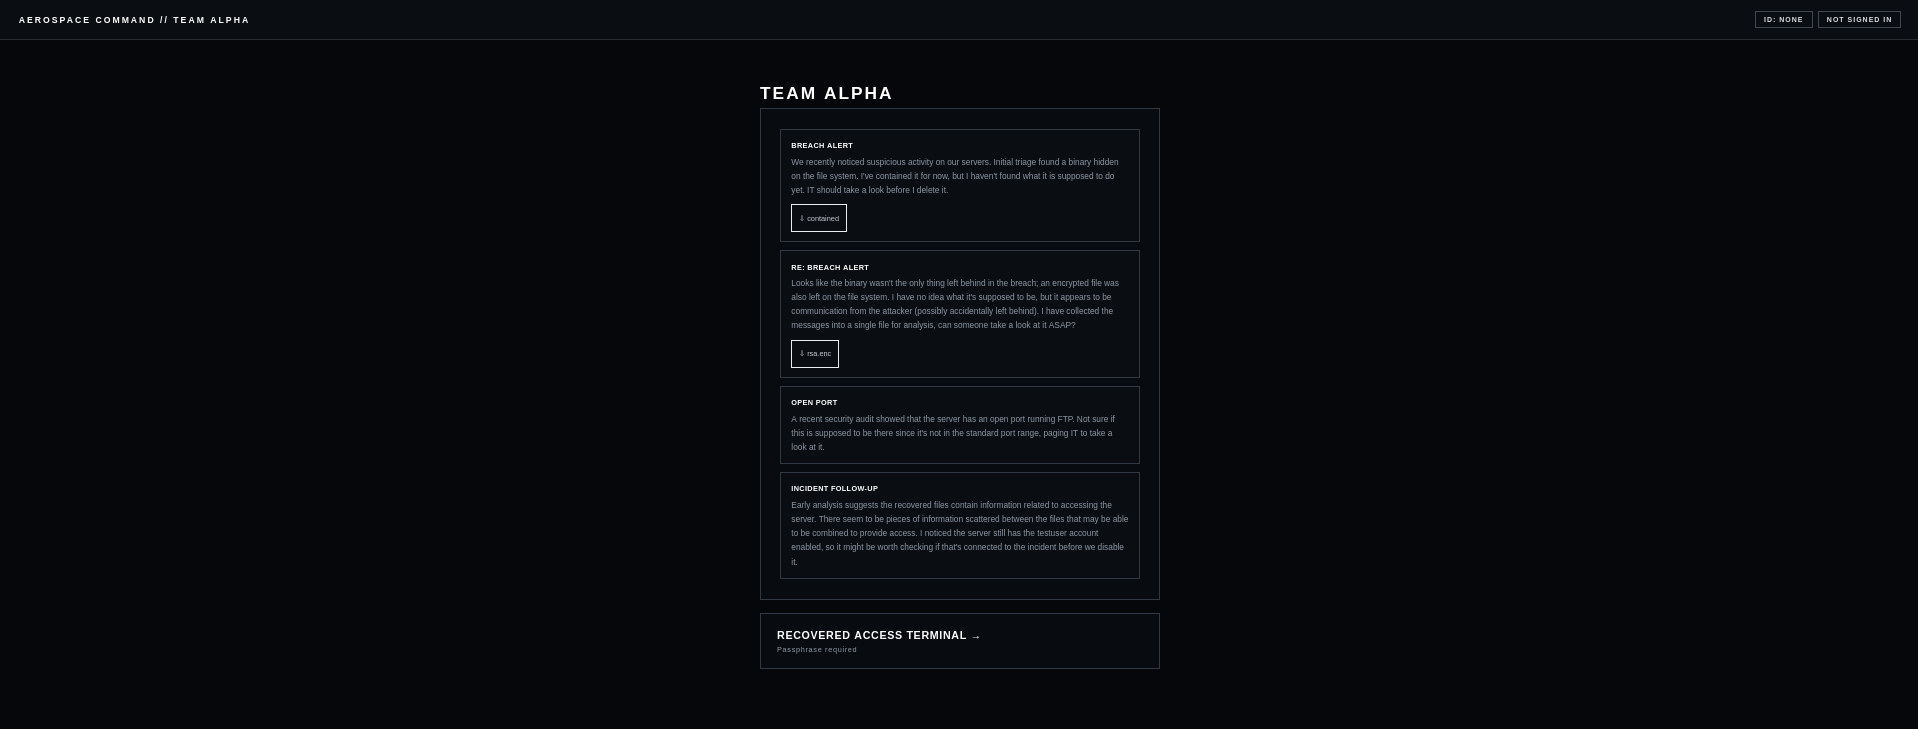 AEROSPACE COMMAND // TEAM ALPHA
ID: NONE
NOT SIGNED IN
TEAM ALPHA
BREACH ALERT
We recently noticed suspicious activity on our servers. Initial triage found a binary hidden
on the file system. I've contained it for now, but I haven't found what it is supposed to do
yet. IT should take a look before I delete it.
⇩ contained
RE: BREACH ALERT
Looks like the binary wasn't the only thing left behind in the breach; an encrypted file was
also left on the file system. I have no idea what it's supposed to be, but it appears to be
communication from the attacker (possibly accidentally left behind). I have collected the
messages into a single file for analysis, can someone take a look at it ASAP?
⇩ rsa.enc
OPEN PORT
A recent security audit showed that the server has an open port running FTP. Not sure if
this is supposed to be there since it's not in the standard port range, paging IT to take a
look at it.
INCIDENT FOLLOW-UP
Early analysis suggests the recovered files contain information related to accessing the
server. There seem to be pieces of information scattered between the files that may be able
to be combined to provide access. I noticed the server still has the testuser account
enabled, so it might be worth checking if that's connected to the incident before we disable
it.
RECOVERED ACCESS TERMINAL →
Passphrase required